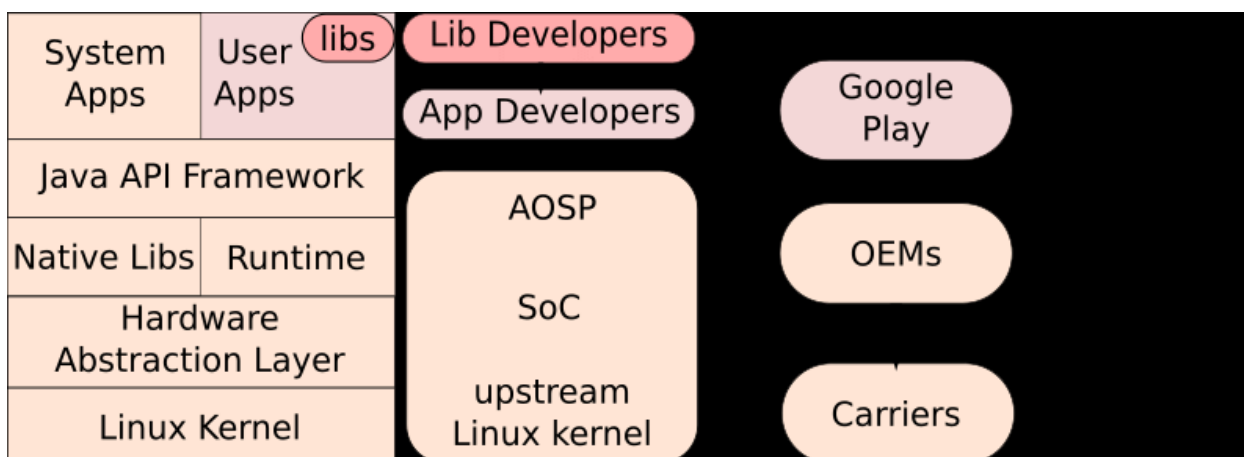 System
Apps
User
Apps
libs
Java API Framework
Native Libs
Runtime
Hardware
Abstraction Layer
Linux Kernel
Lib Developers
App Developers
AOSP
SoC
upstream
Linux kernel
Google
Play
OEMs
Carriers